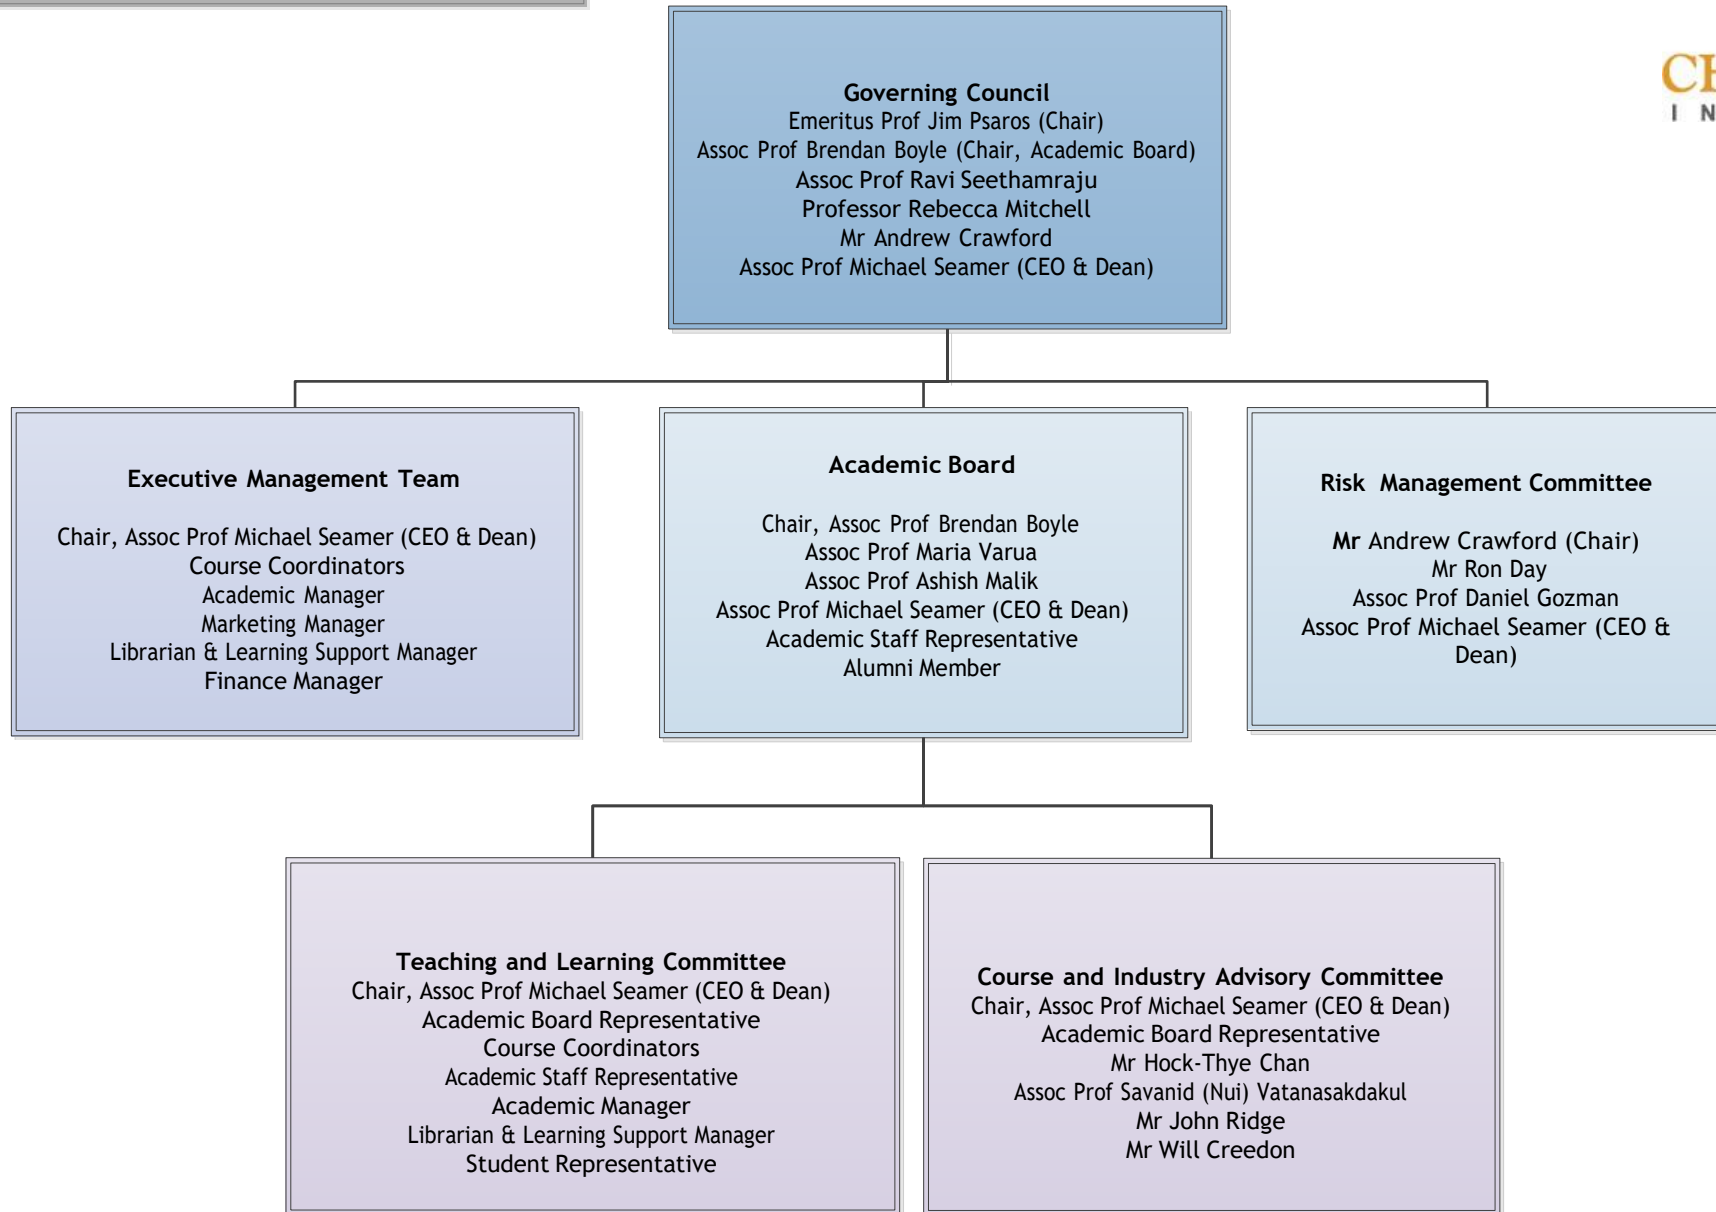 Governing Council
Emeritus Prof Jim Psaros (Chair)
Assoc Prof Brendan Boyle (Chair, Academic Board)
Assoc Prof Ravi Seethamraju
Professor Rebecca Mitchell
Mr Andrew Crawford
Assoc Prof Michael Seamer (CEO & Dean)
Executive Management Team
Chair, Assoc Prof Michael Seamer (CEO & Dean)
Course Coordinators
Academic Manager
Marketing Manager
Librarian & Learning Support Manager
Finance Manager
Academic Board
Chair, Assoc Prof Brendan Boyle
Assoc Prof Maria Varua
Assoc Prof Ashish Malik
Assoc Prof Michael Seamer (CEO & Dean)
Academic Staff Representative
Alumni Member
Risk Management Committee
Mr Andrew Crawford (Chair)
Mr Ron Day
Assoc Prof Daniel Gozman
Assoc Prof Michael Seamer (CEO &
Dean)
Teaching and Learning Committee
Chair, Assoc Prof Michael Seamer (CEO & Dean)
Academic Board Representative
Course Coordinators
Academic Staff Representative
Academic Manager
Librarian & Learning Support Manager
Student Representative
Course and Industry Advisory Committee
Chair, Assoc Prof Michael Seamer (CEO & Dean)
Academic Board Representative
Mr Hock-Thye Chan
Assoc Prof Savanid (Nui) Vatanasakdakul
Mr John Ridge
Mr Will Creedon